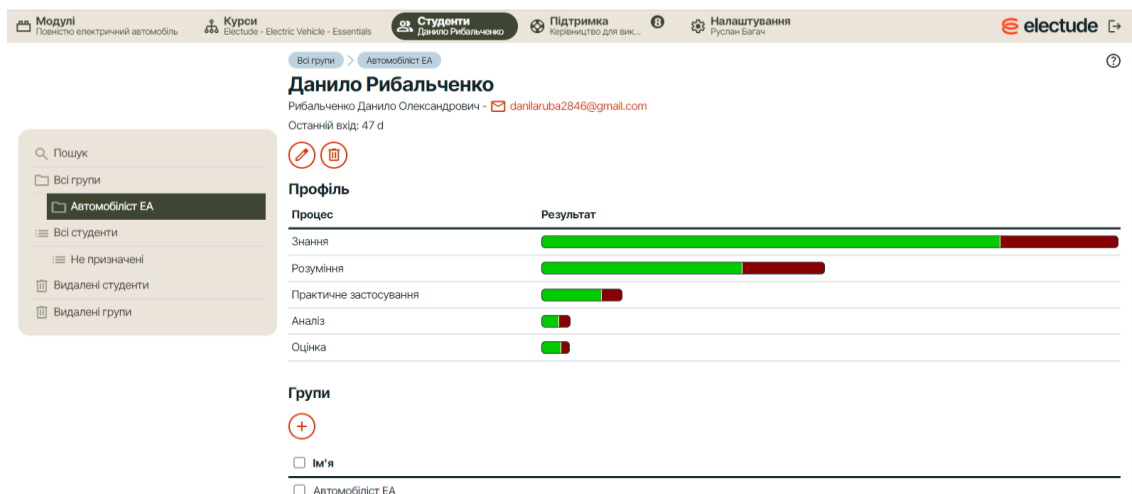 Модулі
Повністю електричний автомобіль
Курси
Electude - Electric Vehicle - Essentials
Студенти
Данило Рибальченко
Підтримка
Керівництво для вик...
8
Налаштування
Руслан Багач
electude
Всі групи
Автомобіліст ЕА
Данило Рибальченко
Рибальченко Данило Олександрович - danilaruba2846@gmail.com
Останній вхід: 47 d
Пошук
Всі групи
Автомобіліст ЕА
Всі студенти
Не призначені
Видалені студенти
Видалені групи
Профіль
Процес Результат
Знання
Розуміння
Практичне застосування
Аналіз
Оцінка
Групи
Ім'я
Автомобіліст ЕА